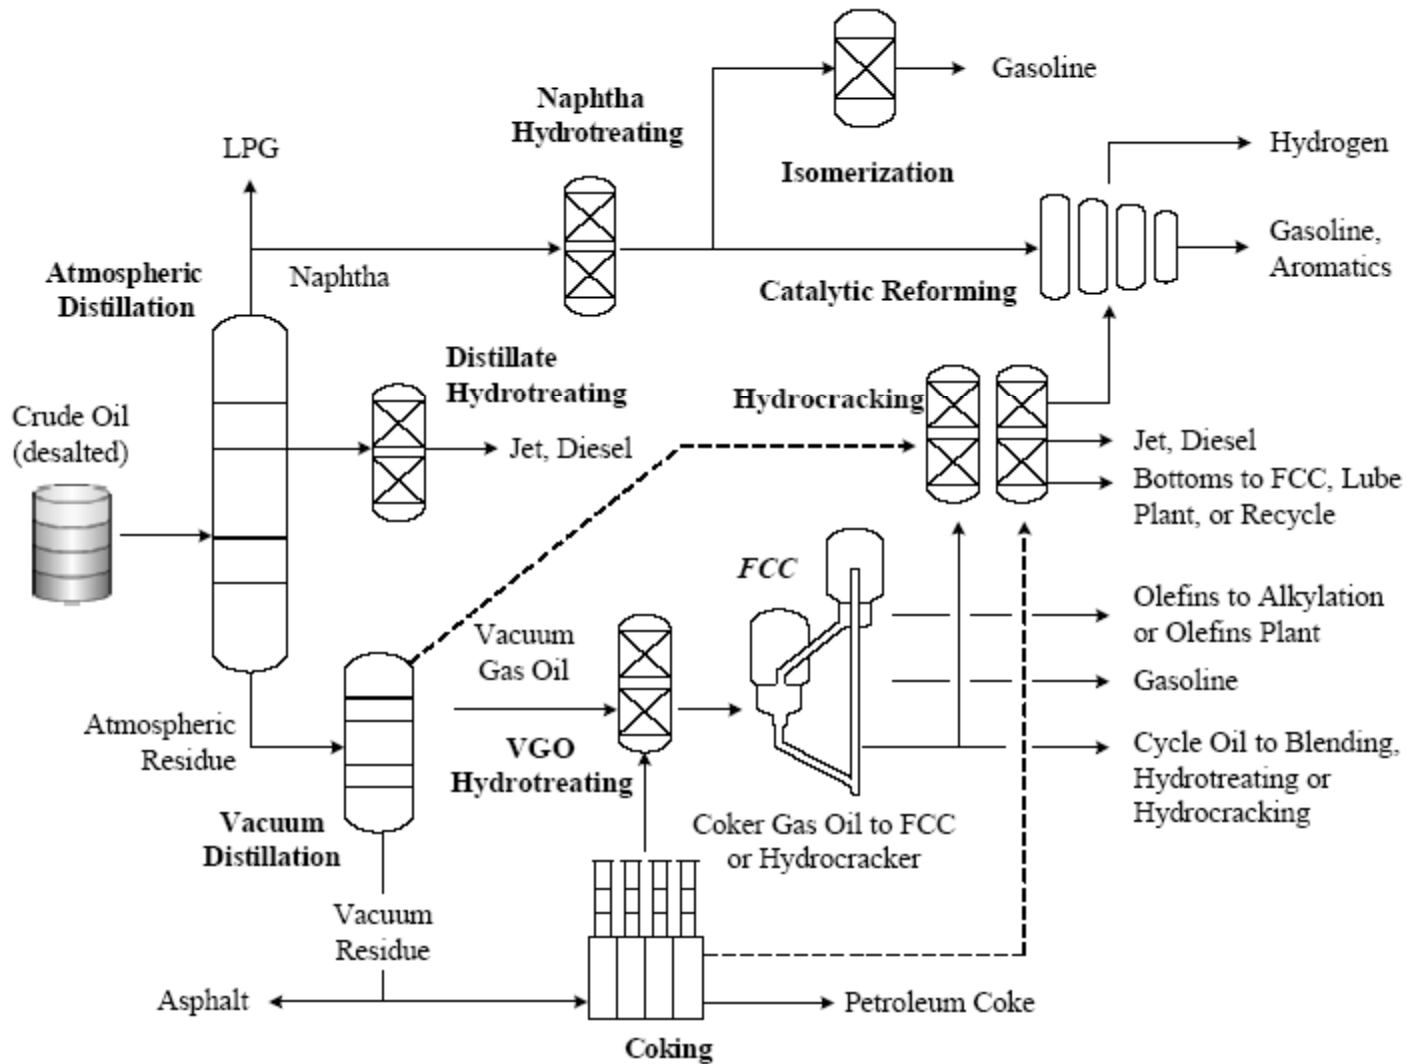 Gasoline
Naphtha
Hydrotreating
LPG
Hydrogen
Isomerization
Gasoline,
Aromatics
Atmospheric
Distillation
Naphtha
Catalytic Reforming
Distillate
Hydrotreating
Hydrocracking
Crude Oil
(desalted)
Jet, Diesel
Jet, Diesel
Bottoms to FCC, Lube
Plant, or Recycle
FCC
Olefins to Alkylation
or Olefins Plant
Vacuum
Gas Oil
Gasoline
Atmospheric
Residue
VGO
Hydrotreating
Cycle Oil to Blending,
Hydrotreating or
Hydrocracking
Vacuum
Distillation
Coker Gas Oil to FCC
or Hydrocracker
Vacuum
Residue
Asphalt
Petroleum Coke
Coking